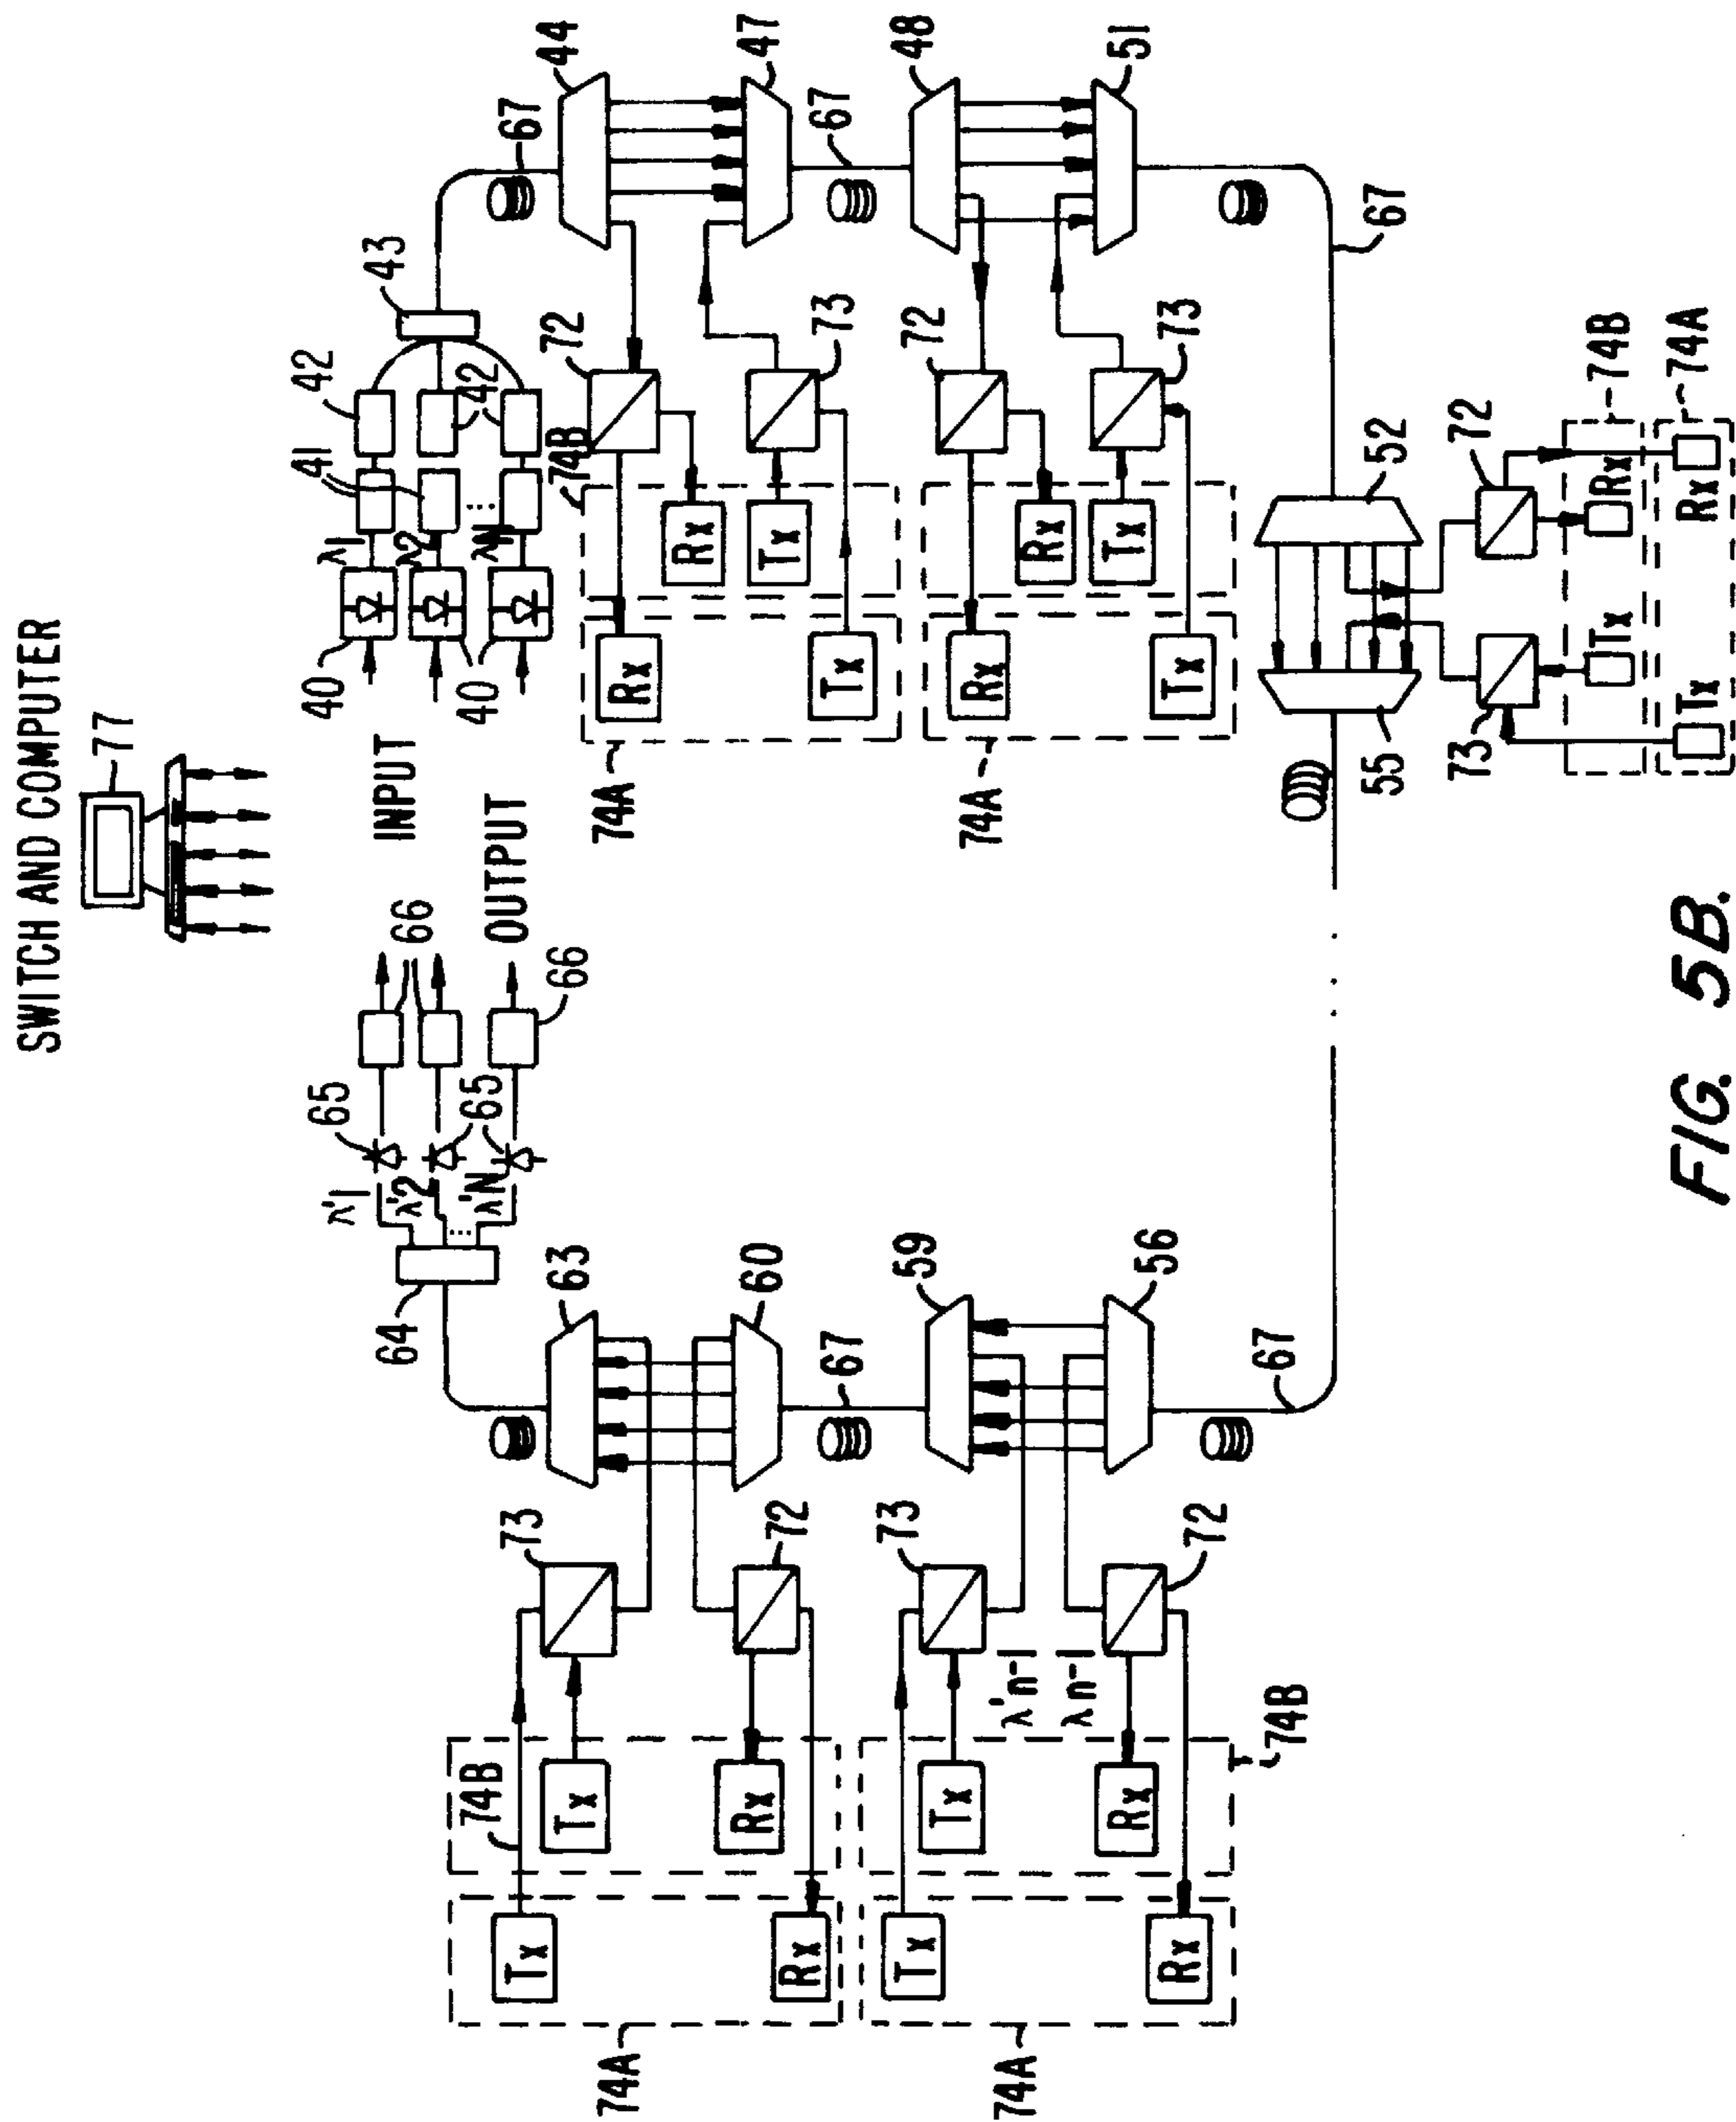 SWITCH AND COMPUTER
77
INPUT
OUTPUT
40
40
λ1
λ2
λN
41
42
42
43
67
44
47
67
48
51
67
72
73
74B
Rx
Tx
Rx
Tx
74A
72
73
Rx
Tx
Rx
Tx
74A
52
55
72
73
Rx
Tx
74B
Rx
Tx
74A
66
66
65
65
λ'1
λ'2
λ'N
64
63
60
67
59
56
67
73
72
74B
Tx
Rx
Tx
Rx
74A
73
72
λ'n-1
λn-1
Tx
Rx
74B
Tx
Rx
74A
FIG. 5B.